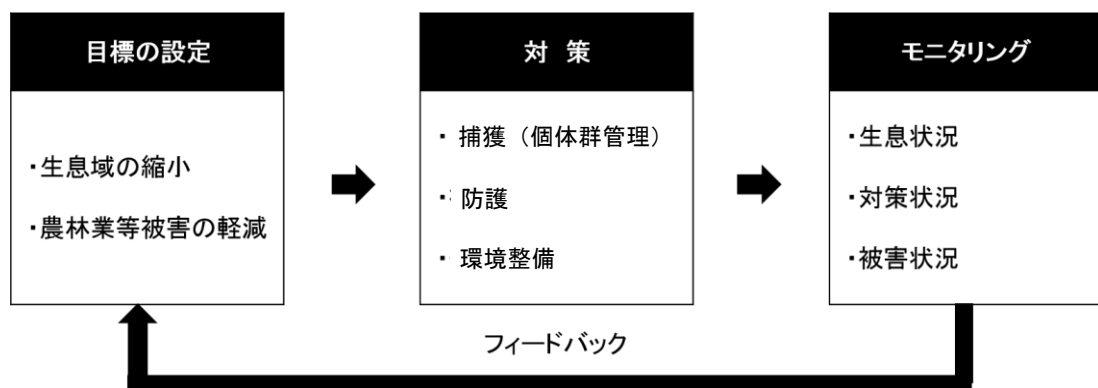 目標の設定
・生息域の縮小
・農林業等被害の軽減
対 策
・ 捕獲（個体群管理）
・ 防護
・ 環境整備
モニタリング
・生息状況
・対策状況
・被害状況
フィードバック